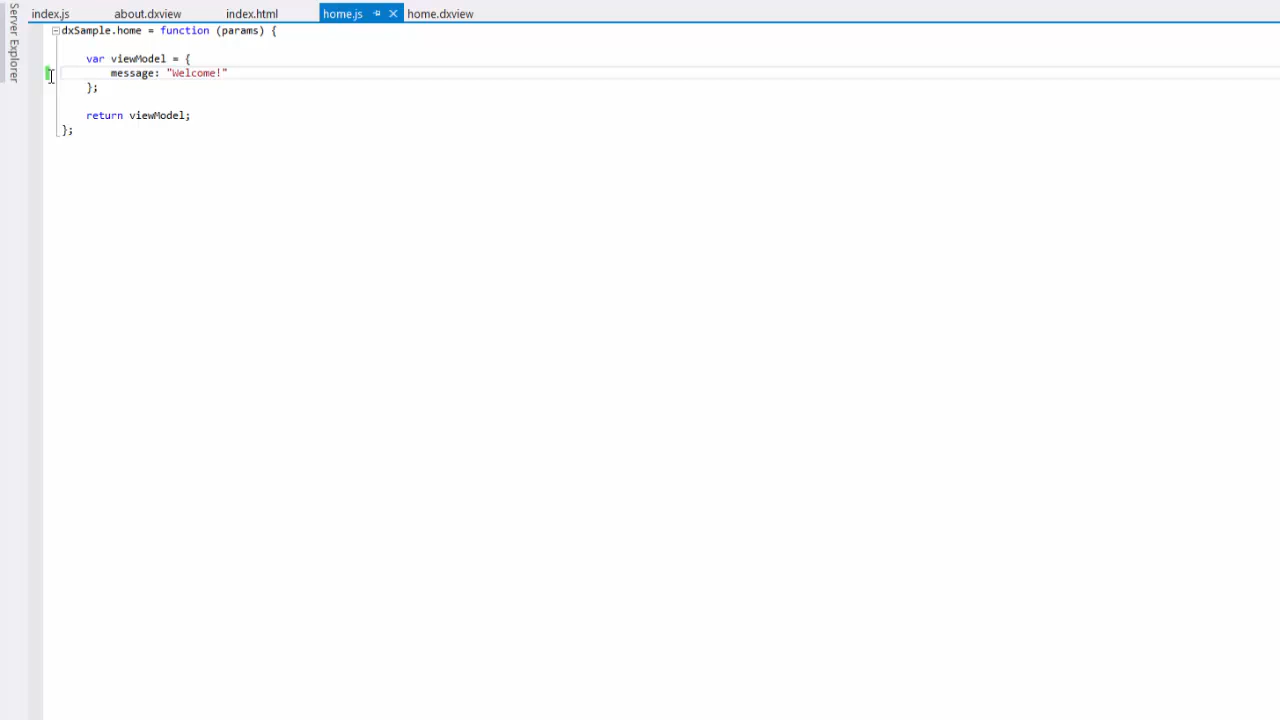 index.js about.dxview index.html home.js home.dxview
Server Explorer
dxSample.home = function (params) {
var viewModel = {
message: "Welcome!"
};
return viewModel;
};